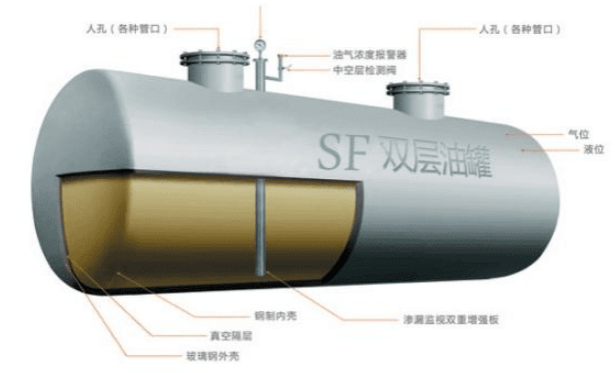 人孔（各种管口）
人孔（各种管口）
油气浓度报警器
中空层检测阀
气位
液位
SF 双层油罐
钢制内壳
渗漏监视双重增强板
真空隔层
玻璃钢外壳